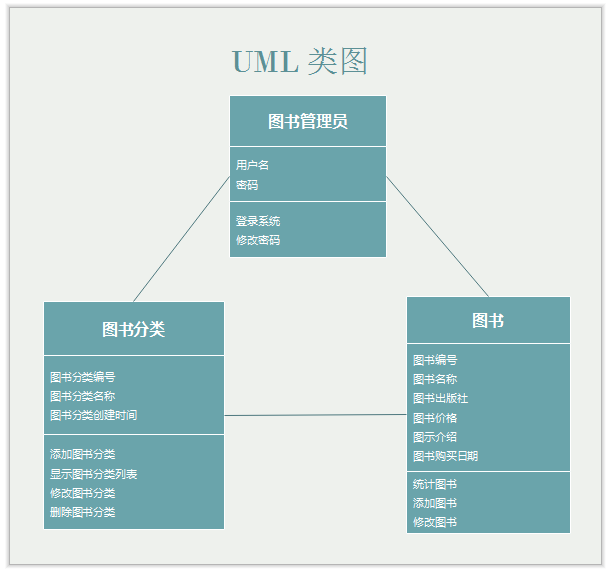 UML 类图
图书管理员
用户名
密码
登录系统
修改密码
图书分类
图书分类编号
图书分类名称
图书分类创建时间
添加图书分类
显示图书分类列表
修改图书分类
删除图书分类
图书
图书编号
图书名称
图书出版社
图书价格
图示介绍
图书购买日期
统计图书
添加图书
修改图书